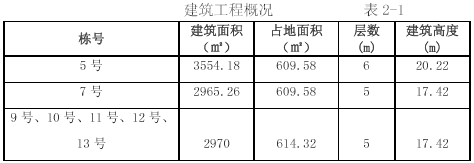 建筑工程概况 表 2-1
栋号 建筑面积（㎡） 占地面积（㎡） 层数(m) 建筑高度(m)
5 号 3554.18 609.58 6 20.22
7 号 2965.26 609.58 5 17.42
9 号、10 号、11 号、12 号、
13 号 2970 614.32 5 17.42